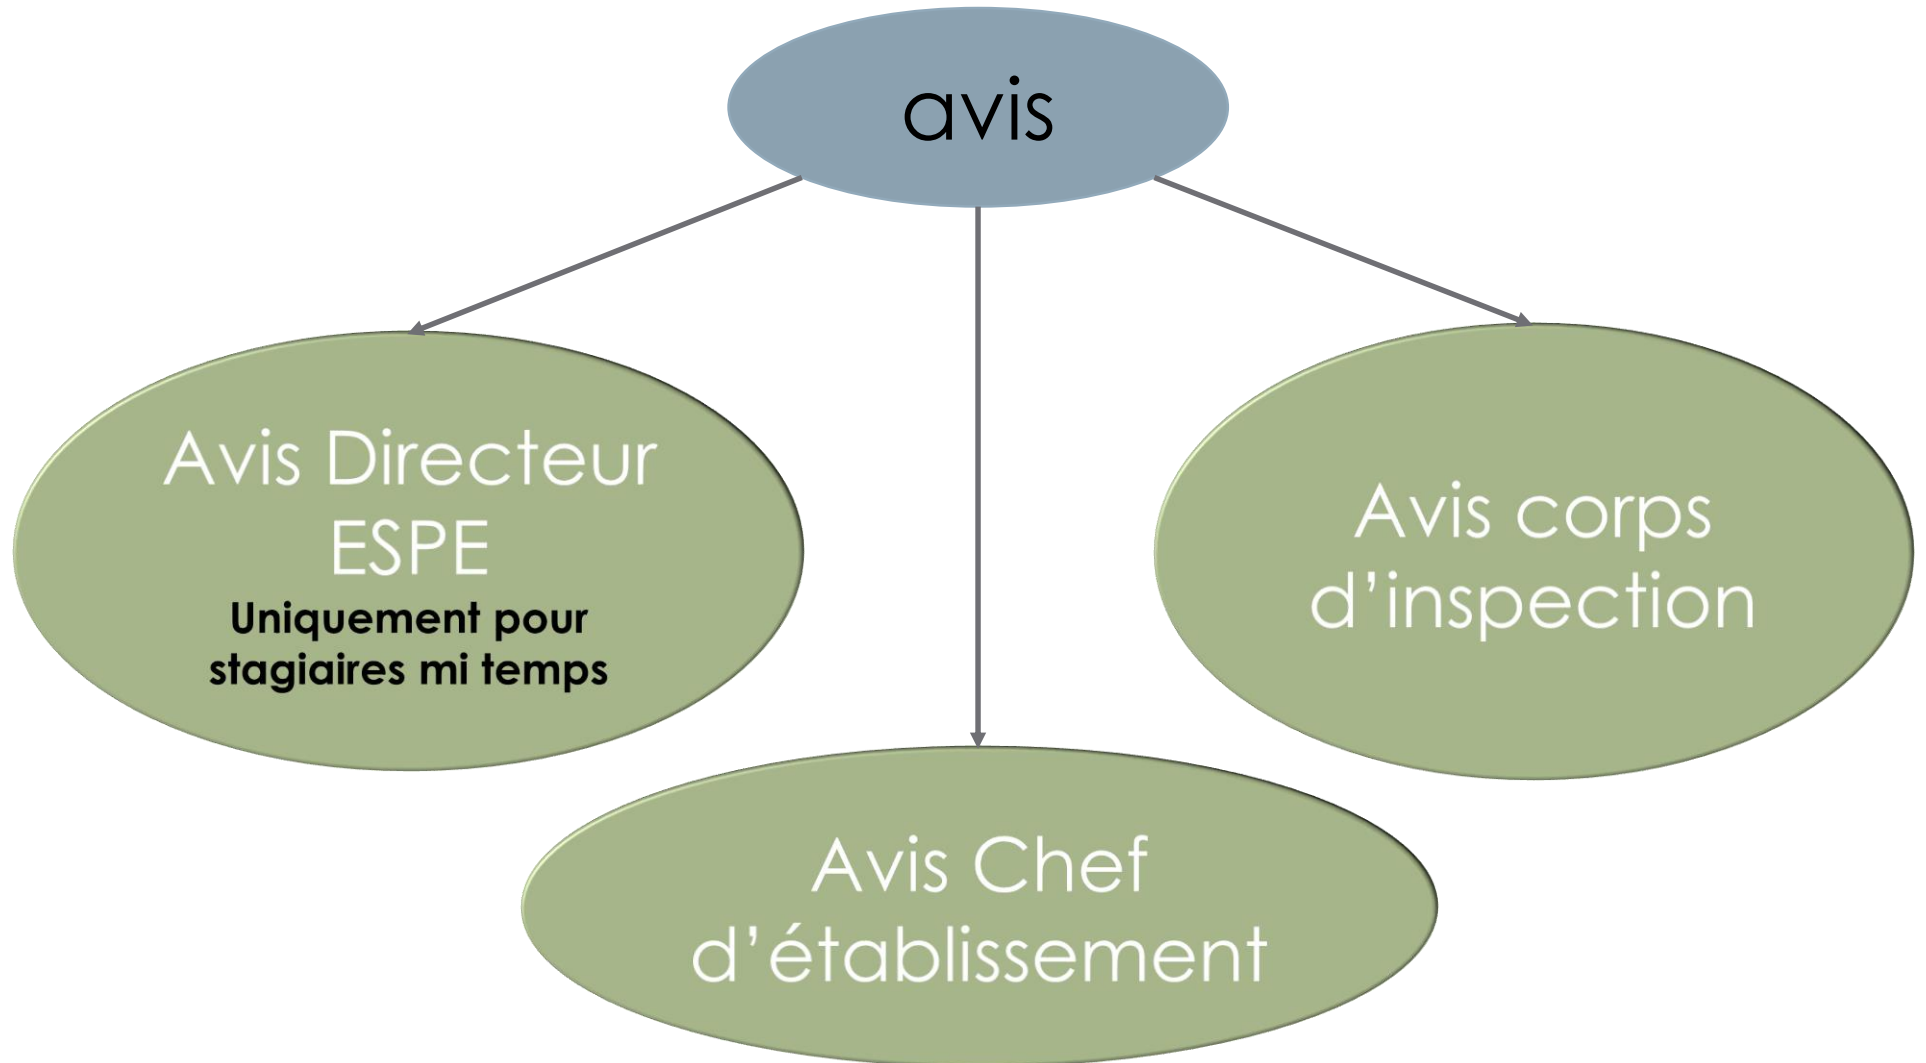 avis
Avis Directeur
ESPE
Uniquement pour
stagiaires mi temps
Avis corps
d’inspection
Avis Chef
d’établissement